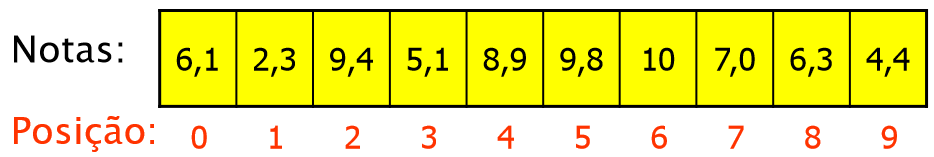 Notas: 6,1 2,3 9,4 5,1 8,9 9,8 10 7,0 6,3 4,4
Posição: 0 1 2 3 4 5 6 7 8 9